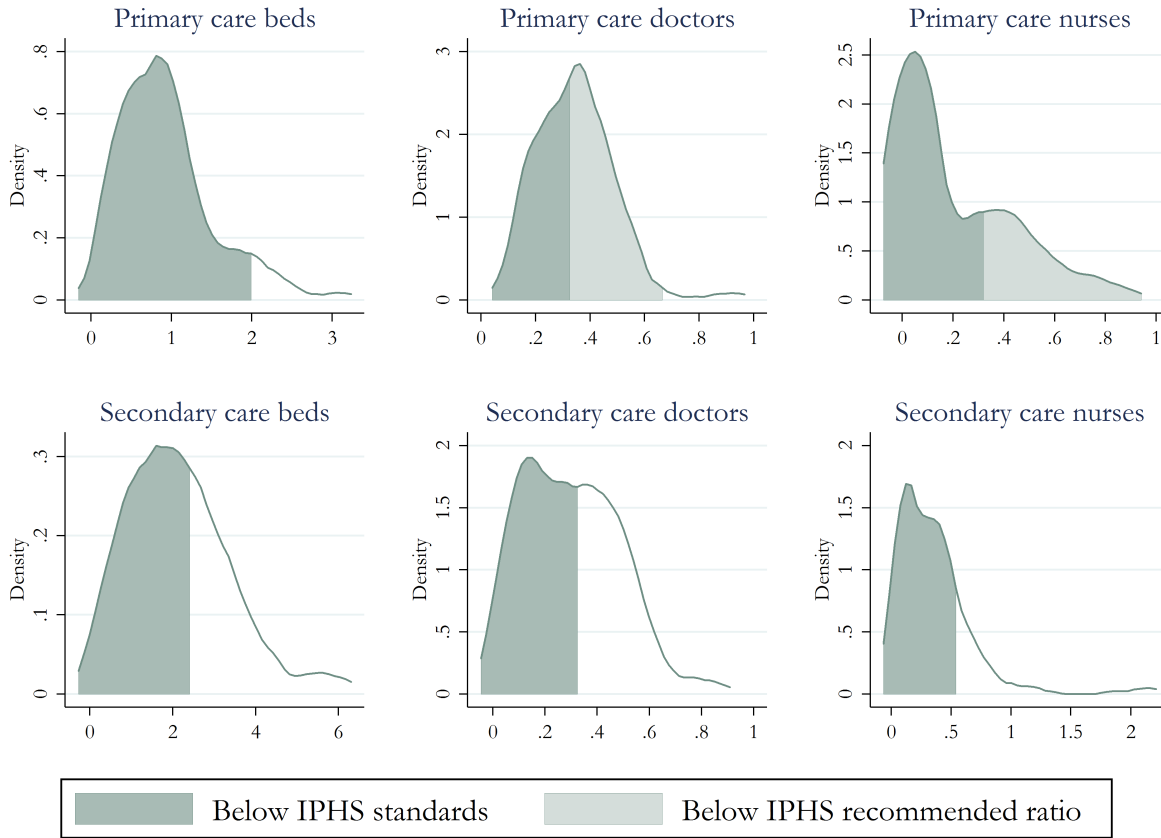 Primary care beds
Primary care doctors
Primary care nurses
Density
.8
.6
.4
.2
0
0 1 2 3
Density
3
2
1
0
0 .2 .4 .6 .8 1
Density
2.5
2
1.5
1
.5
0
0 .2 .4 .6 .8 1
Secondary care beds
Secondary care doctors
Secondary care nurses
Density
.3
.2
.1
0
0 2 4 6
Density
2
1.5
1
.5
0
0 .2 .4 .6 .8 1
Density
2
1.5
1
.5
0
0 .5 1 1.5 2
Below IPHS standards
Below IPHS recommended ratio